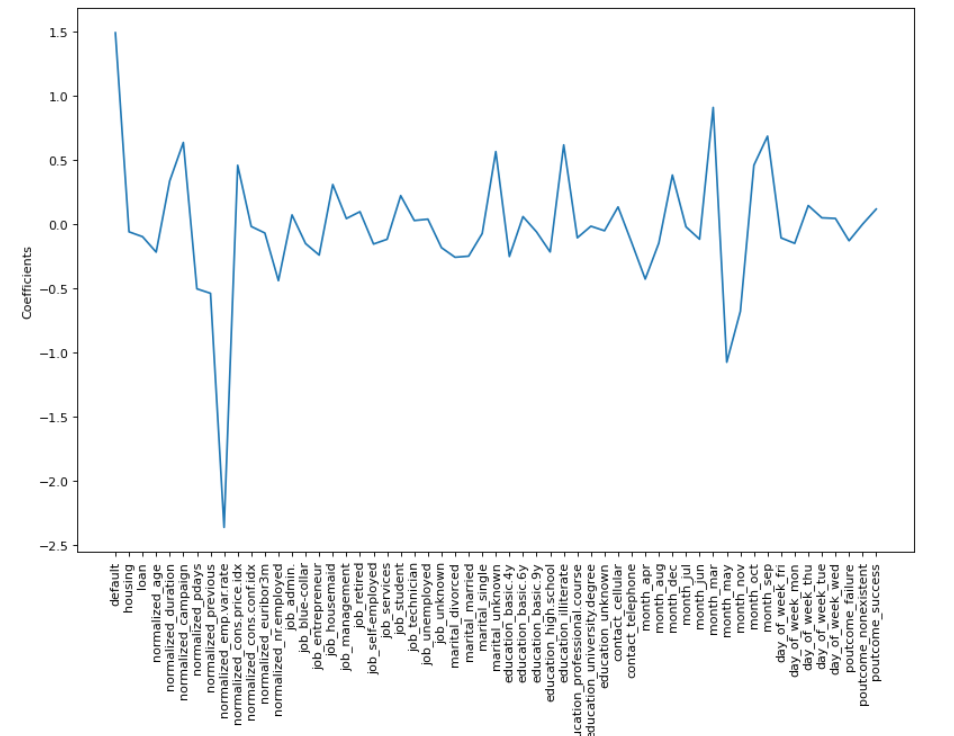 1.5
1.0
0.5
0.0
−0.5
−1.0
−1.5
−2.0
−2.5
Coefficients
default
housing
loan
normalized_age
normalized_duration
normalized_campaign
normalized_pdays
normalized_previous
normalized_emp.var.rate
normalized_cons.price.idx
normalized_cons.conf.idx
normalized_euribor3m
normalized_nr.employed
job_admin.
job_blue-collar
job_entrepreneur
job_housemaid
job_management
job_retired
job_self-employed
job_services
job_student
job_technician
job_unemployed
job_unknown
marital_divorced
marital_married
marital_single
marital_unknown
education_basic.4y
education_basic.6y
education_basic.9y
education_high.school
education_illiterate
ucation_professional.course
education_university.degree
education_unknown
contact_cellular
contact_telephone
month_apr
month_aug
month_dec
month_jul
month_jun
month_mar
month_may
month_nov
month_oct
month_sep
day_of_week_fri
day_of_week_mon
day_of_week_thu
day_of_week_tue
day_of_week_wed
poutcome_failure
poutcome_nonexistent
poutcome_success